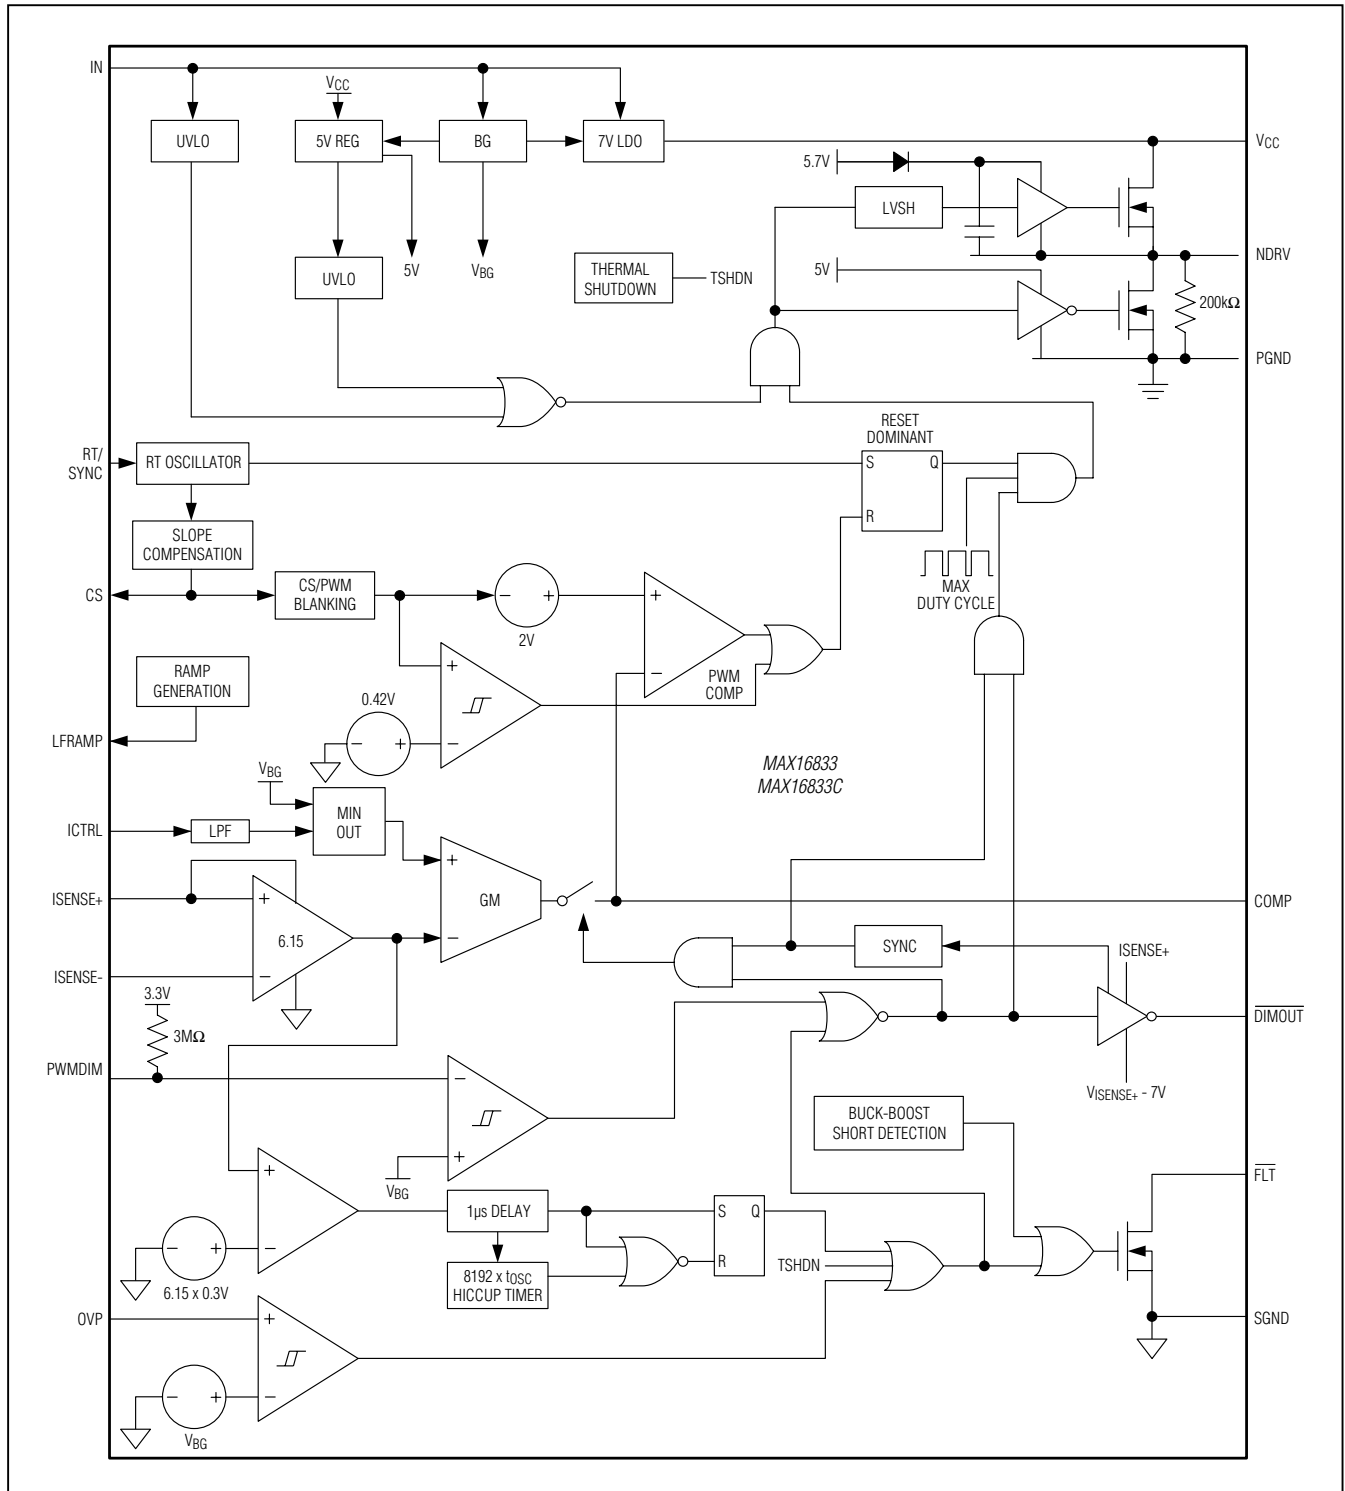 IN
VCC
UVLO
5V REG
BG
7V LDO
VCC
5.7V
LVSH
5V
VBG
UVLO
THERMAL
SHUTDOWN
TSHDN
5V
NDRV
200kΩ
PGND
RESET
DOMINANT
RT/
SYNC
RT OSCILLATOR
S
Q
R
SLOPE
COMPENSATION
CS
CS/PWM
BLANKING
−
+
2V
+
−
PWM
COMP
MAX
DUTY CYCLE
RAMP
GENERATION
LFRAMP
0.42V
−
+
+
−
MAX16833
MAX16833C
VBG
MIN
OUT
ICTRL
LPF
+
−
GM
ISENSE+
+
6.15
−
ISENSE-
COMP
SYNC
ISENSE+
DIMOUT
VISENSE+ - 7V
3.3V
3MΩ
PWMDIM
−
+
VBG
BUCK-BOOST
SHORT DETECTION
FLT
+
−
−
+
6.15 x 0.3V
1µs DELAY
8192 x tOSC
HICCUP TIMER
S
Q
R
TSHDN
SGND
OVP
+
−
−
+
VBG